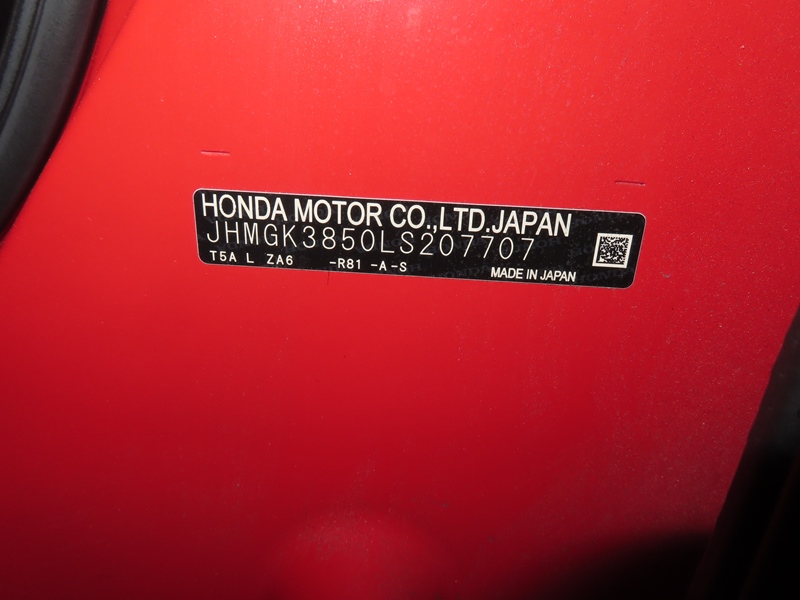 HONDA MOTOR CO.,LTD.JAPAN
JHMGK3850LS207707
T5A L ZA6 -R81 -A-S
MADE IN JAPAN